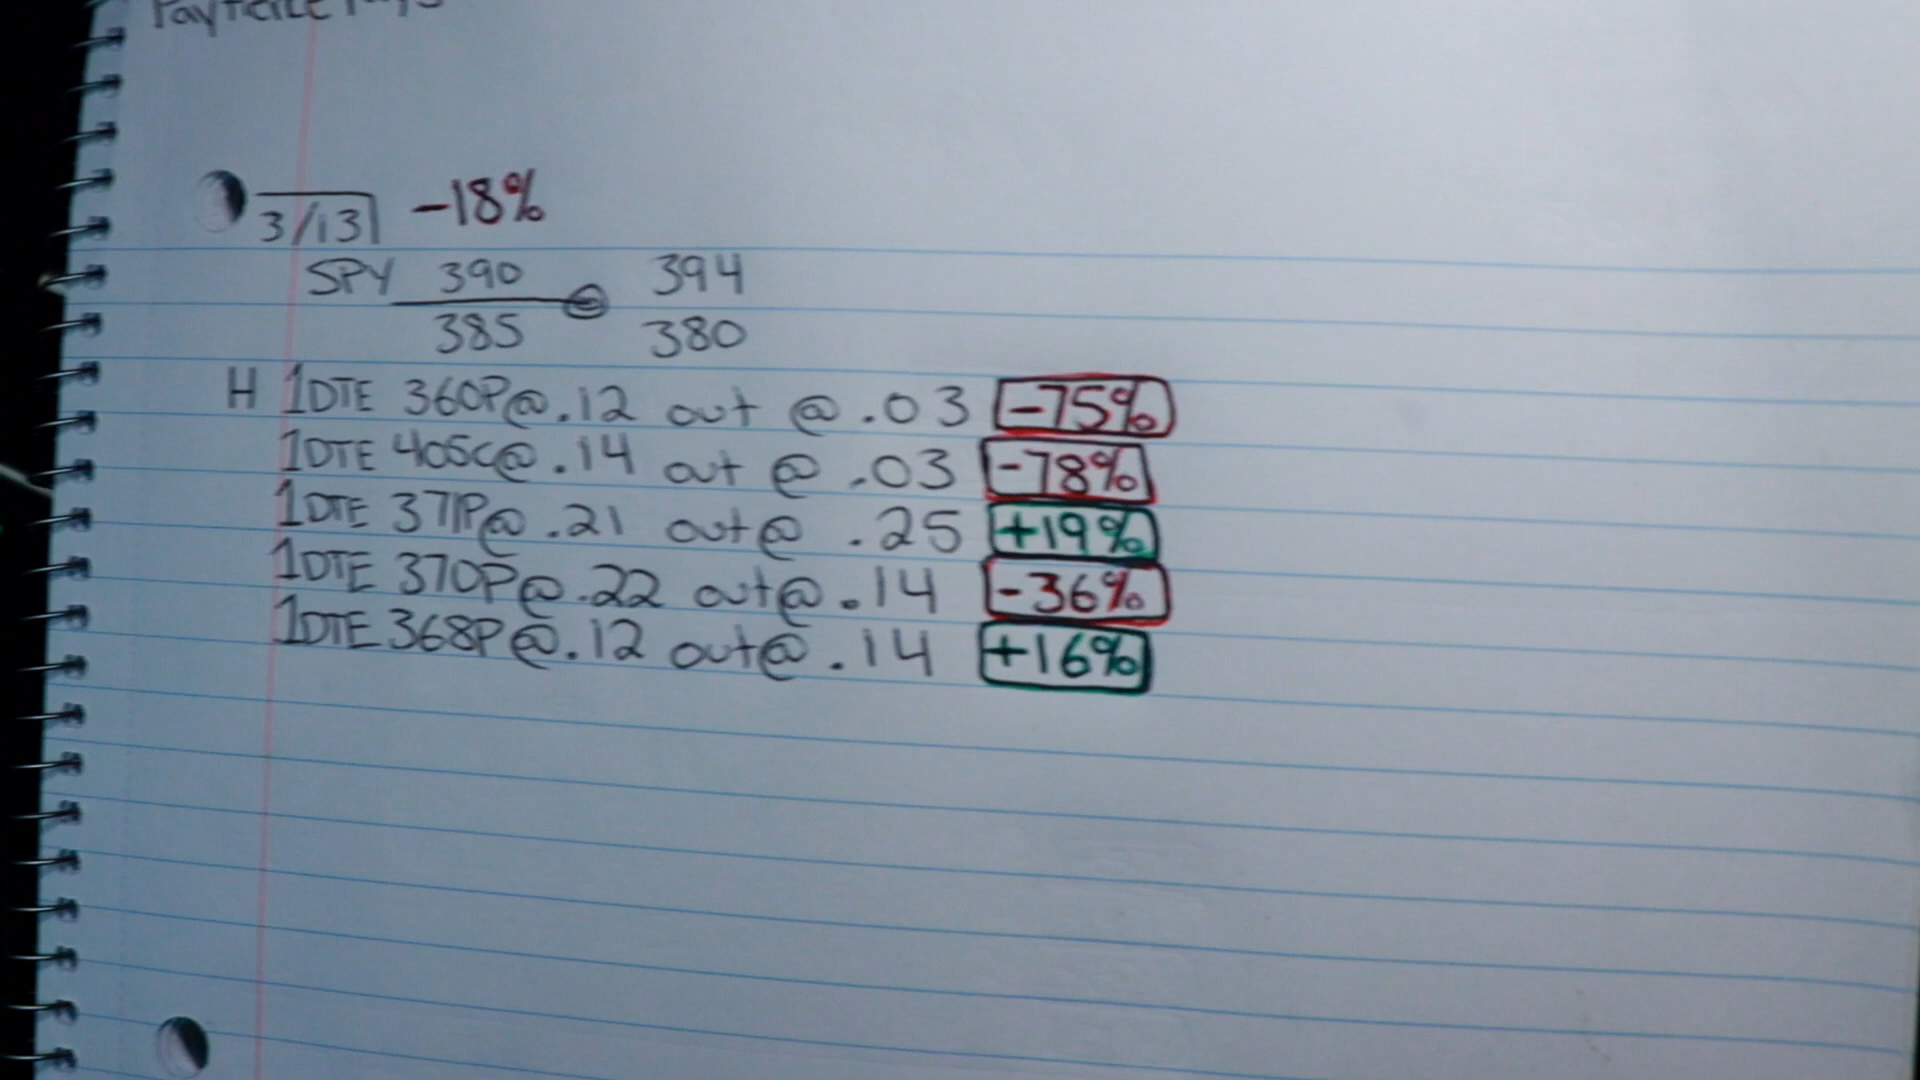 3/13 -18%
SPY 390 394
385 380
H 1DTE 360P@.12 out @ .03 -75%
1DTE 405C@.14 out @ .03 -78%
1DTE 371P@.21 out@ .25 +19%
1DTE 370P@.22 out@.14 -36%
1DTE 368P@.12 out@.14 +16%